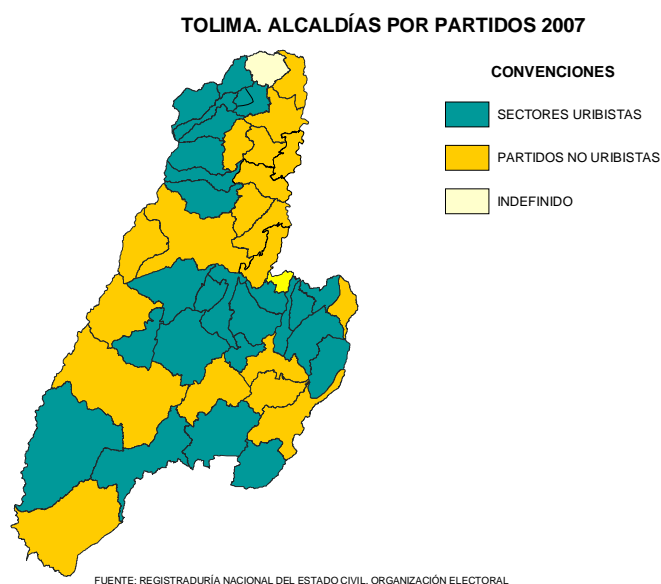 TOLIMA. ALCALDÍAS POR PARTIDOS 2007
CONVENCIONES
SECTORES URIBISTAS
PARTIDOS NO URIBISTAS
INDEFINIDO
FUENTE: REGISTRADURÍA NACIONAL DEL ESTADO CIVIL. ORGANIZACIÓN ELECTORAL